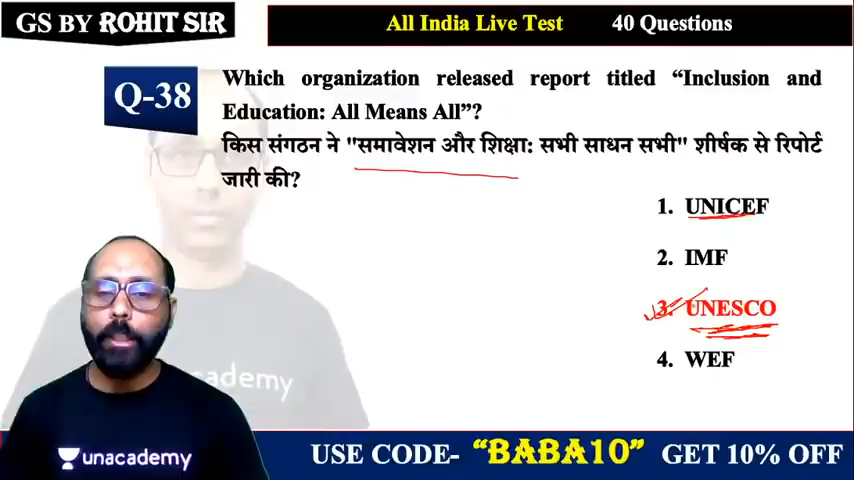 GS BY ROHIT SIR
All India Live Test 40 Questions
Q-38
Which organization released report titled “Inclusion and
Education: All Means All”?
किस संगठन ने "समावेशन और शिक्षा: सभी साधन सभी" शीर्षक से रिपोर्ट
जारी की?
1. UNICEF
2. IMF
3. UNESCO
4. WEF
unacademy
unacademy
USE CODE- “BABA10” GET 10% OFF